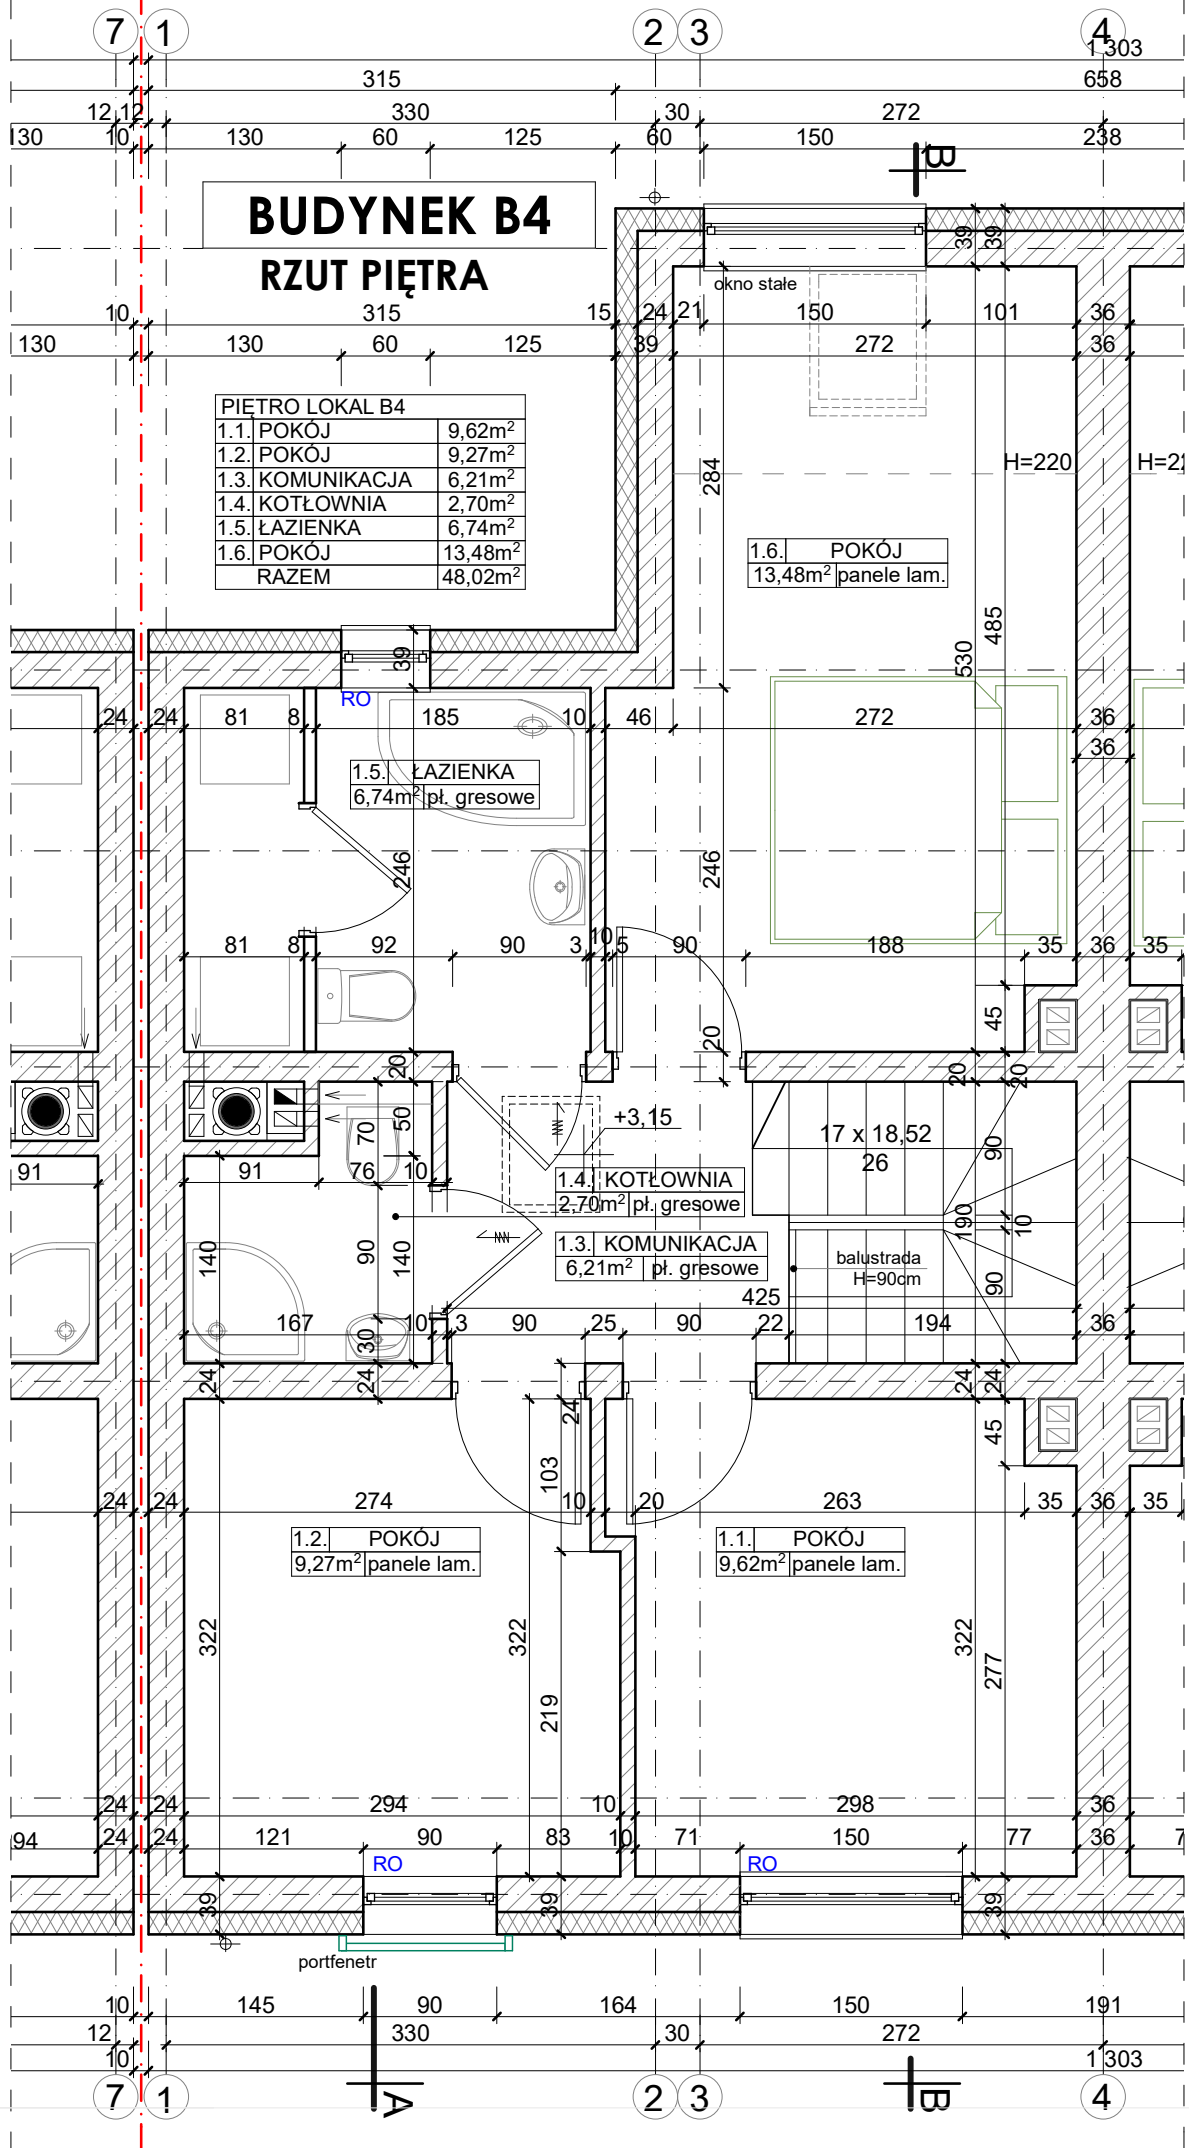 7 1 2 3 4
1 303
315 658
12 12 330 30 272
130 10 130 60 125 60 150 238
B
BUDYNEK B4
RZUT PIĘTRA
39 39
okno stałe
10 315 15 24 21 150 101 36
130 130 60 125 39 272 36
PIĘTRO LOKAL B4
1.1. POKÓJ 9,62m²
1.2. POKÓJ 9,27m²
1.3. KOMUNIKACJA 6,21m²
1.4. KOTŁOWNIA 2,70m²
1.5. ŁAZIENKA 6,74m²
1.6. POKÓJ 13,48m²
RAZEM 48,02m²
284
H=220
1.6. POKÓJ
13,48m² panele lam.
485
530
39
RO
24 24 81 8 185 10 46 272 36
36
1.5. ŁAZIENKA
6,74m² pł. gresowe
246 246
81 8 92 90 3 10 5 90 188 35 36 35
45
20 20 20 20
+3,15
17 x 18,52
26
70 50 90
91 91 76 10
1.4. KOTŁOWNIA
2,70m² pł. gresowe
1.3. KOMUNIKACJA
6,21m² pł. gresowe
190 10
140 90 140
balustrada
H=90cm
90
425
167 10 3 90 25 90 22 194 36
30
24 24 24 24 24
45
103
24 24 274 10 20 263 35 36 35
1.2. POKÓJ
9,27m² panele lam.
1.1. POKÓJ
9,62m² panele lam.
322 322 322 277
219
24 24 294 10 298 36
94 24 24 121 90 83 10 71 150 77 36 7
RO RO
39 39 39
portfenetr
10 145 90 164 150 191
12 330 30 272
10 1 303
7 1 A 2 3 B 4